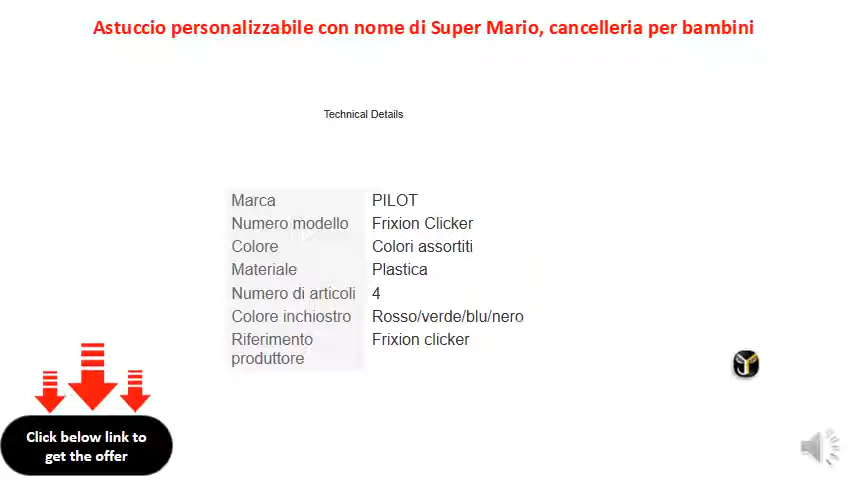 Astuccio personalizzabile con nome di Super Mario, cancelleria per bambini
Technical Details
Marca PILOT
Numero modello Frixion Clicker
Colore Colori assortiti
Materiale Plastica
Numero di articoli 4
Colore inchiostro Rosso/verde/blu/nero
Riferimento Frixion clicker
produttore
Click below link to
get the offer